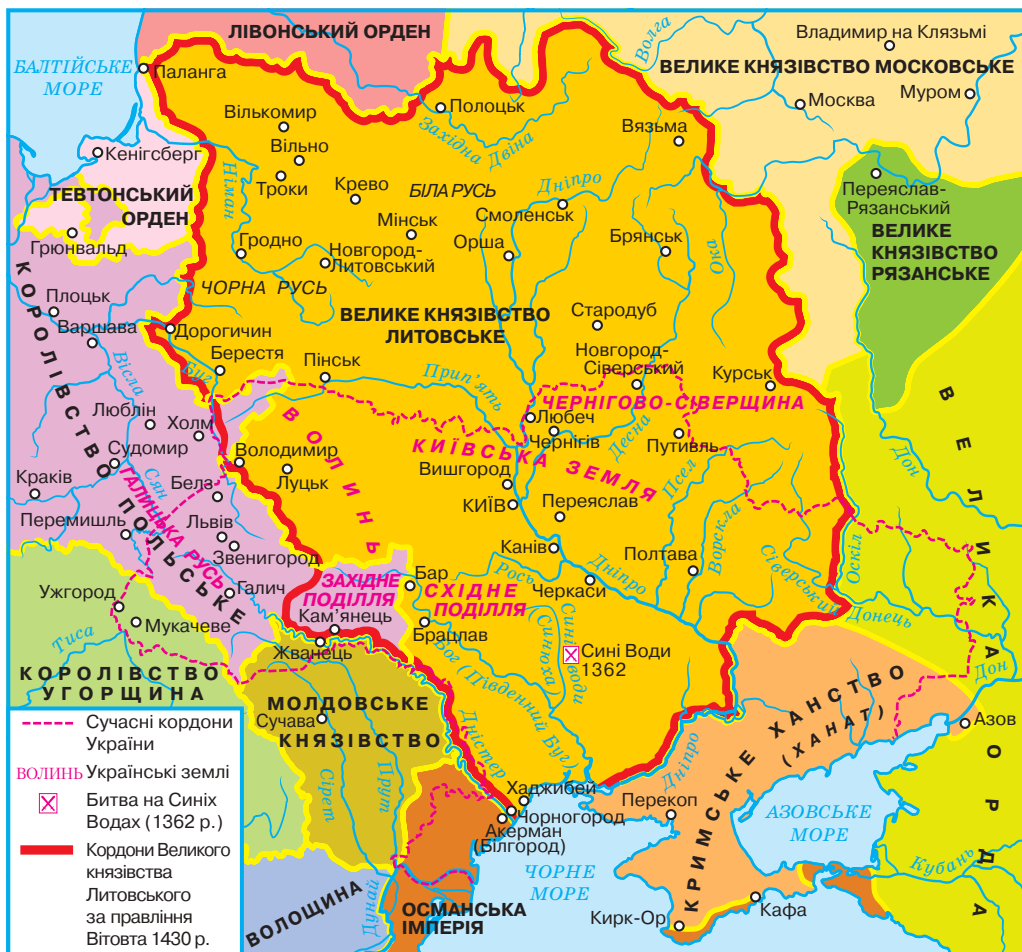 ЛІВОНСЬКИЙ ОРДЕН
Волга
Владимир на Клязьмі
БАЛТІЙСЬКЕ
МОРЕ
Паланга
ВЕЛИКЕ КНЯЗІВСТВО МОСКОВСЬКЕ
Муром
Москва
Полоцьк
Вількомир
Західна Двіна
Вязьма
Вільно
Кенігсберг
Троки
Крево
БІЛА РУСЬ
Дніпро
Переяслав-
Рязанський
ТЕВТОНСЬКИЙ
ОРДЕН
Німан
Мінськ
Смоленськ
ВЕЛИКЕ
КНЯЗІВСТВО
РЯЗАНСЬКЕ
Грюнвальд
Гродно
Новгород-
Литовський
Орша
Брянськ
Ока
ЧОРНА РУСЬ
КОРОЛІВСТВО ПОЛЬСЬКЕ
Плоцьк
Варшава
Дорогичин
ВЕЛИКЕ КНЯЗІВСТВО
ЛИТОВСЬКЕ
Стародуб
Вісла
Буг
Берестя
Пінськ
Прип’ять
Новгород-
Сіверський
Курськ
ВЕЛИКА ОРДА
Люблін
Холм
ВОЛИНЬ
Любеч
ЧЕРНІГОВО-СІВЕРЩИНА
Чернігів
Десна
Путивль
Судомир
Володимир
КИЇВСЬКА ЗЕМЛЯ
Дон
Краків
Сян
Белз
Луцьк
Вишгород
Псел
КИЇВ
Переяслав
Перемишль
ГАЛИЦЬКА РУСЬ
Львів
Звенигород
Ворскла
Оскіл
Канів
Полтава
Сіверський Донець
Галич
ЗАХІДНЕ
ПОДІЛЛЯ
Бар
СХІДНЕ
ПОДІЛЛЯ
Рось
Черкаси
Дніпро
Ужгород
Мукачеве
Тиса
Кам’янець
Жванець
Брацлав
Синюха)
Сині води
Сині Води
1362
КОРОЛІВСТВО
УГОРЩИНА
МОЛДОВСЬКЕ
КНЯЗІВСТВО
Сучава
Бог (Південний Буг)
Дністер
Дон
Азов
Сірет
Прут
Дніпро
КРИМСЬКЕ ХАНСТВО
(ХАНАТ)
Хаджибей
Чорногород
Акерман
(Білгород)
Перекоп
АЗОВСЬКЕ
МОРЕ
ЧОРНЕ
МОРЕ
Кубань
ВОЛОЩИНА
Дунай
ОСМАНСЬКА
ІМПЕРІЯ
Кирк-Ор
Кафа
Сучасні кордони
України
ВОЛИНЬ Українські землі
Битва на Синіх
Водах (1362 р.)
Кордони Великого
князівства
Литовського
за правління
Вітовта 1430 р.